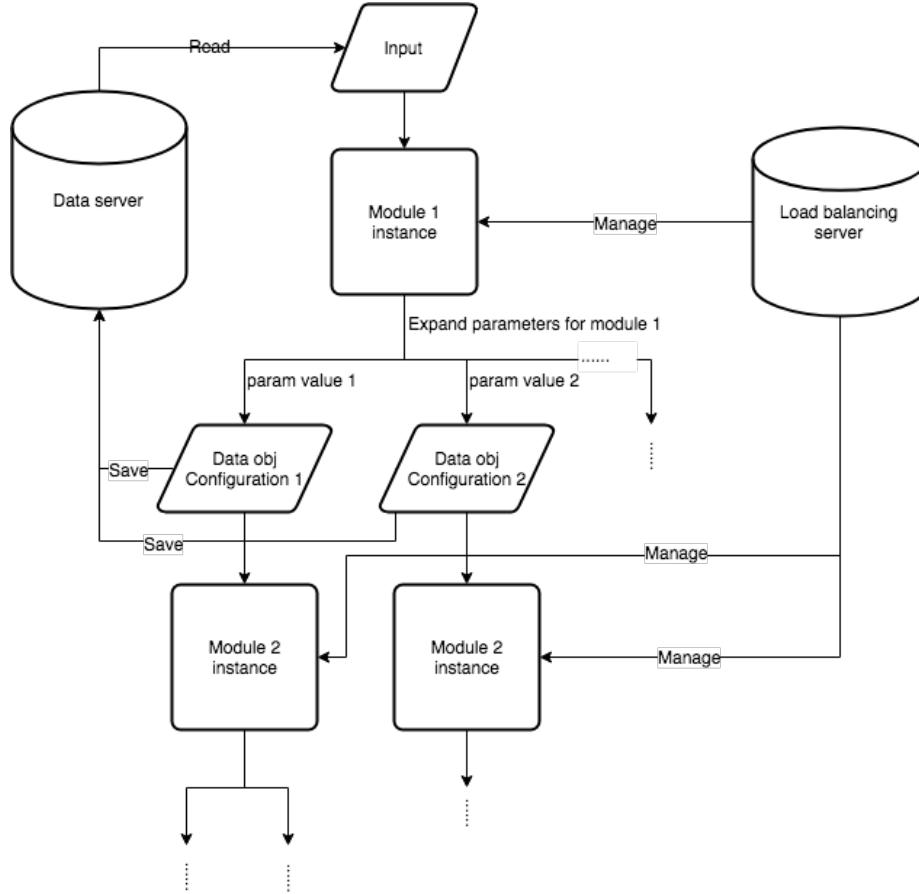 Read
Input
Data server
Module 1
instance
Manage
Load balancing
server
Expand parameters for module 1
......
param value 1
param value 2
Data obj
Configuration 1
Data obj
Configuration 2
Save
Save
Manage
Module 2
instance
Module 2
instance
Manage